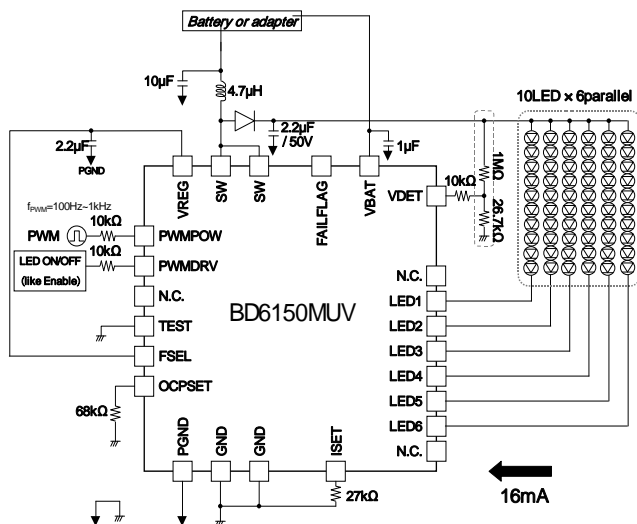 Battery or adapter
10µF
4.7µH
10LED × 6parallel
2.2µF
/ 50V
2.2µF
PGND
1µF
VREG
SW
SW
FAILFLAG
VBAT
VDET
10kΩ
1MΩ
26.7kΩ
fPWM=100Hz~1kHz
PWM
10kΩ
PWMPOW
LED ON/OFF
(like Enable)
10kΩ
PWMDRV
N.C.
TEST
FSEL
OCPSET
68kΩ
BD6150MUV
N.C.
LED1
LED2
LED3
LED4
LED5
LED6
N.C.
PGND
GND
GND
ISET
27kΩ
16mA